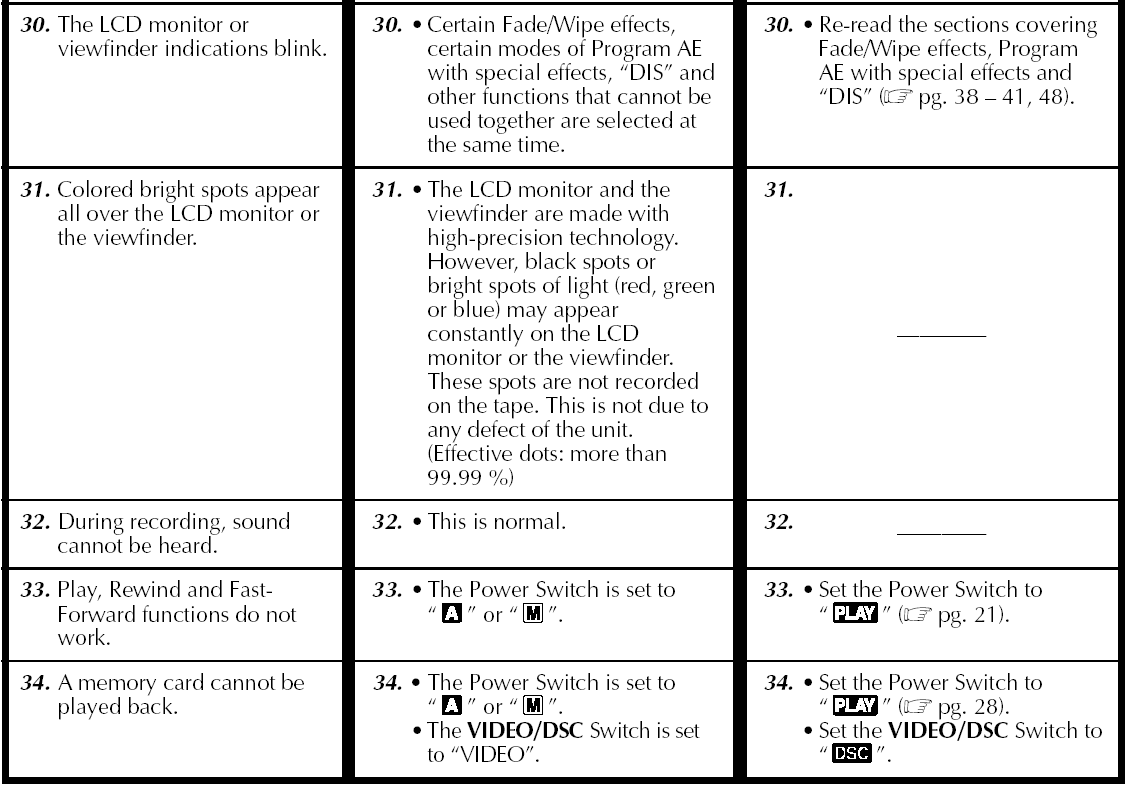 30. The LCD monitor or
viewfinder indications blink.
30. • Certain Fade/Wipe effects,
certain modes of Program AE
with special effects, “DIS” and
other functions that cannot be
used together are selected at
the same time.
30. • Re-read the sections covering
Fade/Wipe effects, Program
AE with special effects and
“DIS” (☞ pg. 38 – 41, 48).
31. Colored bright spots appear
all over the LCD monitor or
the viewfinder.
31. • The LCD monitor and the
viewfinder are made with
high-precision technology.
However, black spots or
bright spots of light (red, green
or blue) may appear
constantly on the LCD
monitor or the viewfinder.
These spots are not recorded
on the tape. This is not due to
any defect of the unit.
(Effective dots: more than
99.99 %)
31.
________
32. During recording, sound
cannot be heard.
32. • This is normal.
32. ________
33. Play, Rewind and Fast-
Forward functions do not
work.
33. • The Power Switch is set to
“ A ” or “ M ”.
33. • Set the Power Switch to
“ PLAY ” (☞ pg. 21).
34. A memory card cannot be
played back.
34. • The Power Switch is set to
“ A ” or “ M ”.
• The VIDEO/DSC Switch is set
to “VIDEO”.
34. • Set the Power Switch to
“ PLAY ” (☞ pg. 28).
• Set the VIDEO/DSC Switch to
“ DSC ”.